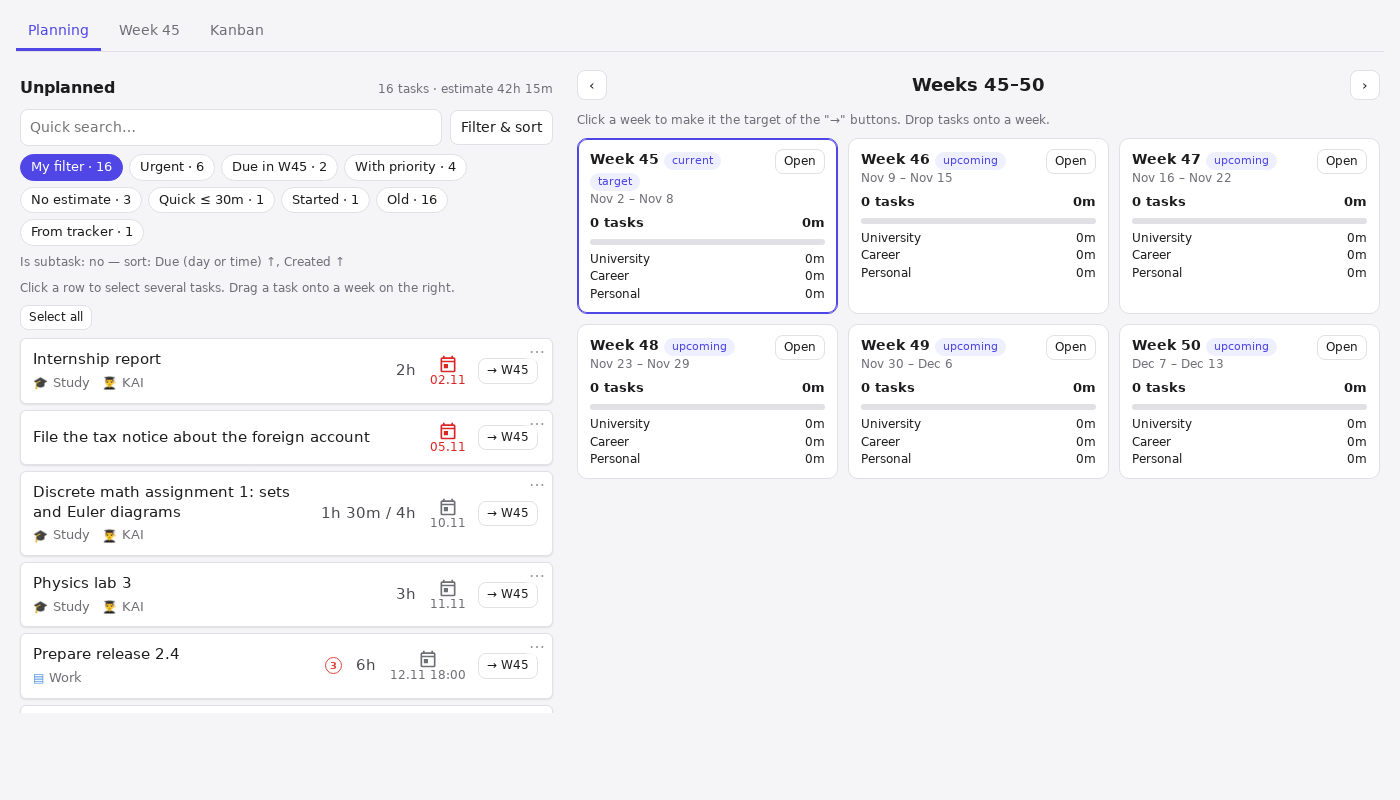 Planning Week 45 Kanban
Unplanned
16 tasks · estimate 42h 15m
Quick search...
Filter & sort
My filter · 16 Urgent · 6 Due in W45 · 2 With priority · 4
No estimate · 3 Quick ≤ 30m · 1 Started · 1 Old · 16
From tracker · 1
Is subtask: no — sort: Due (day or time) ↑, Created ↑
Click a row to select several tasks. Drag a task onto a week on the right.
Select all
Internship report
Study KAI
2h
02.11
→ W45
File the tax notice about the foreign account
05.11
→ W45
Discrete math assignment 1: sets
and Euler diagrams
Study KAI
1h 30m / 4h
10.11
→ W45
Physics lab 3
Study KAI
3h
11.11
→ W45
Prepare release 2.4
Work
3
6h
12.11 18:00
→ W45
‹
Weeks 45–50
›
Click a week to make it the target of the "→" buttons. Drop tasks onto a week.
Week 45 current
target
Open
Nov 2 – Nov 8
0 tasks 0m
University 0m
Career 0m
Personal 0m
Week 46 upcoming
Open
Nov 9 – Nov 15
0 tasks 0m
University 0m
Career 0m
Personal 0m
Week 47 upcoming
Open
Nov 16 – Nov 22
0 tasks 0m
University 0m
Career 0m
Personal 0m
Week 48 upcoming
Open
Nov 23 – Nov 29
0 tasks 0m
University 0m
Career 0m
Personal 0m
Week 49 upcoming
Open
Nov 30 – Dec 6
0 tasks 0m
University 0m
Career 0m
Personal 0m
Week 50 upcoming
Open
Dec 7 – Dec 13
0 tasks 0m
University 0m
Career 0m
Personal 0m